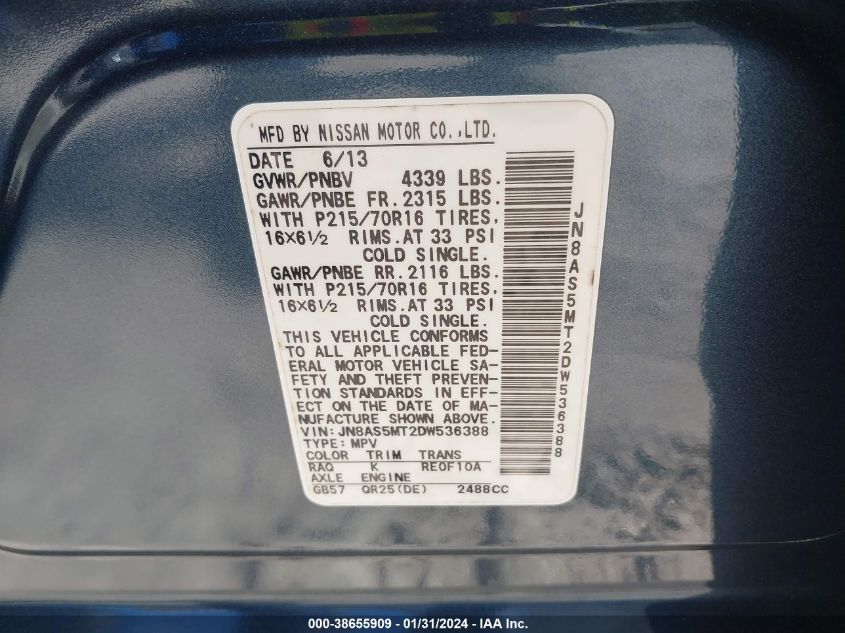 MFD BY NISSAN MOTOR CO.,LTD.
DATE 6/13
GVWR/PNBV 4339 LBS.
GAWR/PNBE FR. 2315 LBS.
WITH P215/70R16 TIRES,
16X6½ RIMS. AT 33 PSI
COLD SINGLE.
GAWR/PNBE RR. 2116 LBS.
WITH P215/70R16 TIRES,
16X6½ RIMS. AT 33 PSI
COLD SINGLE.
THIS VEHICLE CONFORMS
TO ALL APPLICABLE FED-
ERAL MOTOR VEHICLE SA-
FETY AND THEFT PREVEN-
TION STANDARDS IN EFF-
ECT ON THE DATE OF MA-
NUFACTURE SHOWN ABOVE.
VIN: JN8AS5MT2DW536388
TYPE: MPV
COLOR TRIM TRANS
RAQ K RE0F10A
AXLE ENGINE
GB57 QR25(DE) 2488CC
JN8AS5MT2DW536388
000-38655909 - 01/31/2024 - © IAA, Inc.